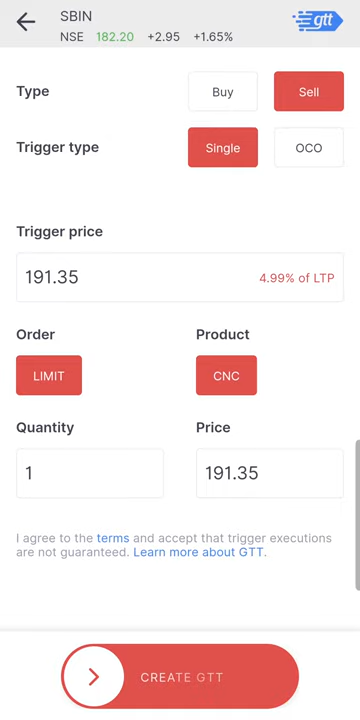 SBIN
gtt
NSE 182.20 +2.95 +1.65%
Type Buy Sell
Trigger type Single OCO
Trigger price
191.35 4.99% of LTP
Order Product
LIMIT CNC
Quantity Price
1 191.35
I agree to the terms and accept that trigger executions
are not guaranteed. Learn more about GTT.
CREATE GTT